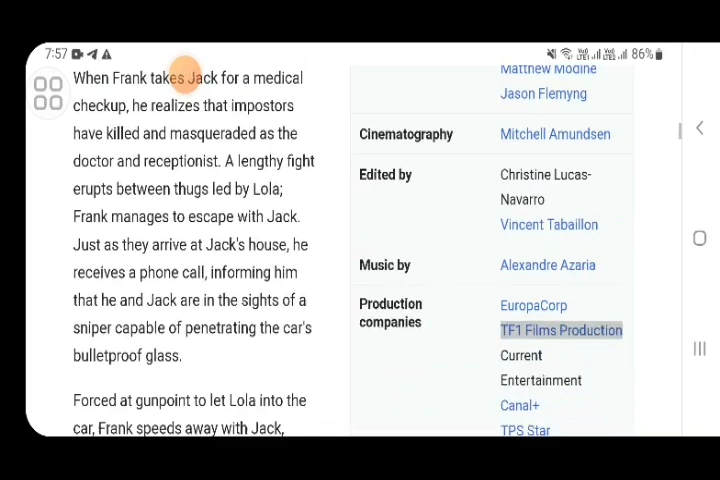 7:57
86%
When Frank takes Jack for a medical
checkup, he realizes that impostors
have killed and masqueraded as the
doctor and receptionist. A lengthy fight
erupts between thugs led by Lola;
Frank manages to escape with Jack.
Just as they arrive at Jack's house, he
receives a phone call, informing him
that he and Jack are in the sights of a
sniper capable of penetrating the car's
bulletproof glass.
Forced at gunpoint to let Lola into the
car, Frank speeds away with Jack,
Matthew Modine
Jason Flemyng
Cinematography
Mitchell Amundsen
Edited by
Christine Lucas-
Navarro
Vincent Tabaillon
Music by
Alexandre Azaria
Production
companies
EuropaCorp
TF1 Films Production
Current
Entertainment
Canal+
TPS Star